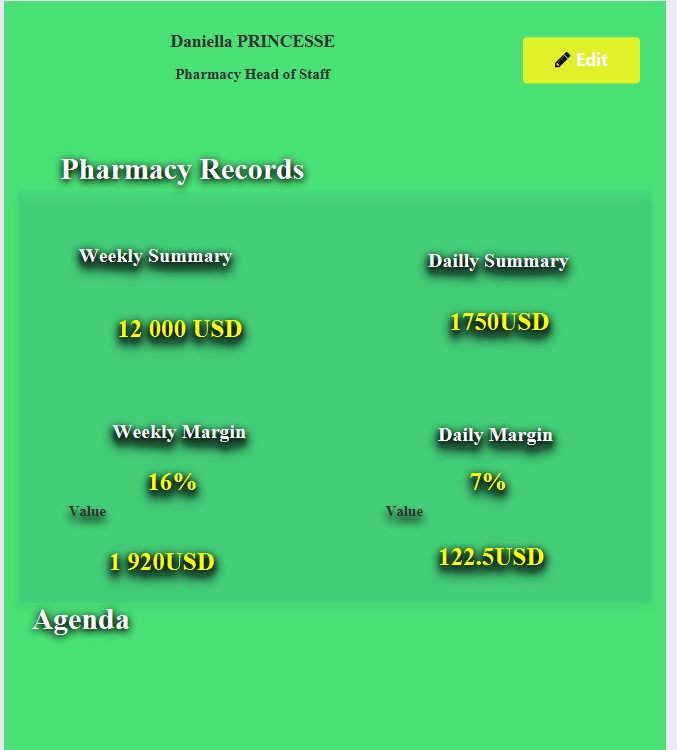 Daniella PRINCESSE
Pharmacy Head of Staff
Edit
Pharmacy Records
Weekly Summary
Dailly Summary
12 000 USD
1750USD
Weekly Margin
Daily Margin
16%
7%
Value
Value
1 920USD
122.5USD
Agenda